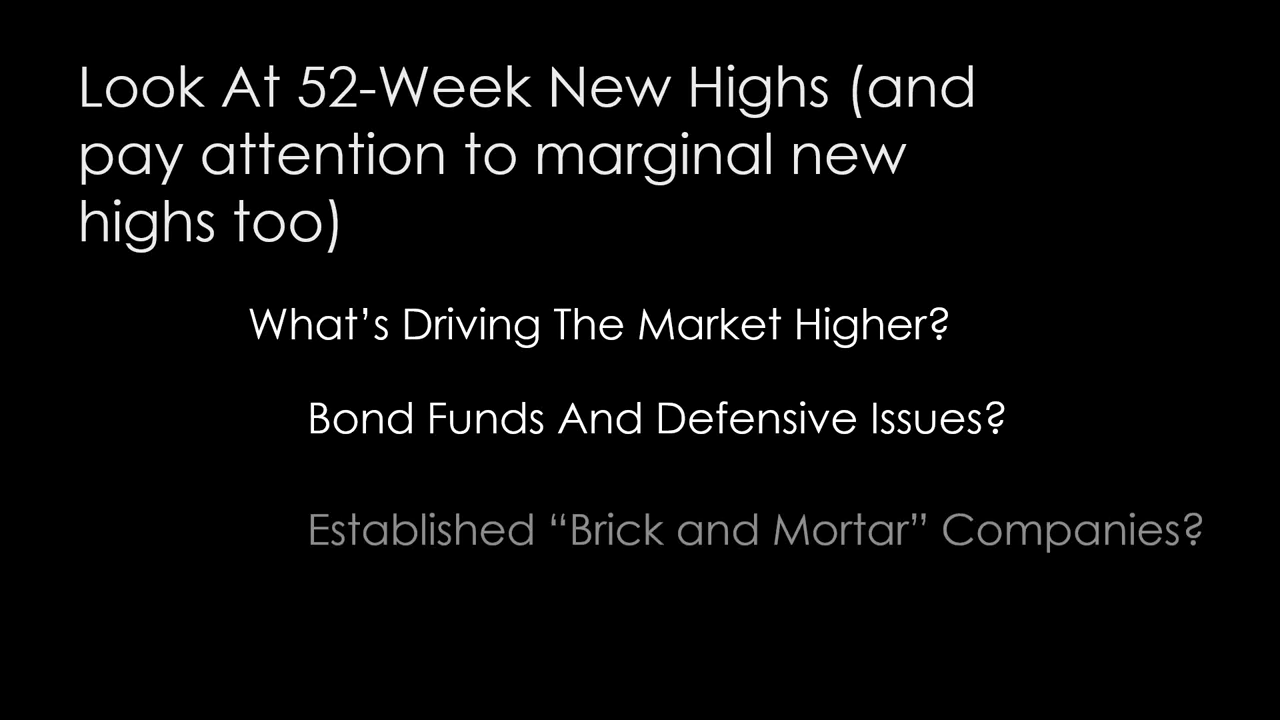 Look At 52-Week New Highs (and
pay attention to marginal new
highs too)
What’s Driving The Market Higher?
Bond Funds And Defensive Issues?
Established “Brick and Mortar” Companies?